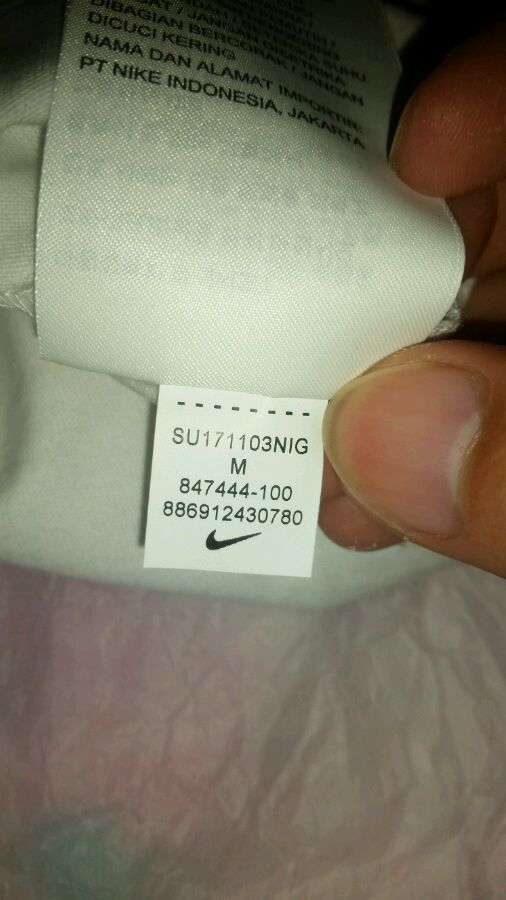 DIBAGIAN BERCORAK / JANGAN
DICUCI KERING
NAMA DAN ALAMAT IMPORTIR:
PT NIKE INDONESIA, JAKARTA
SU171103NIG
M
847444-100
886912430780